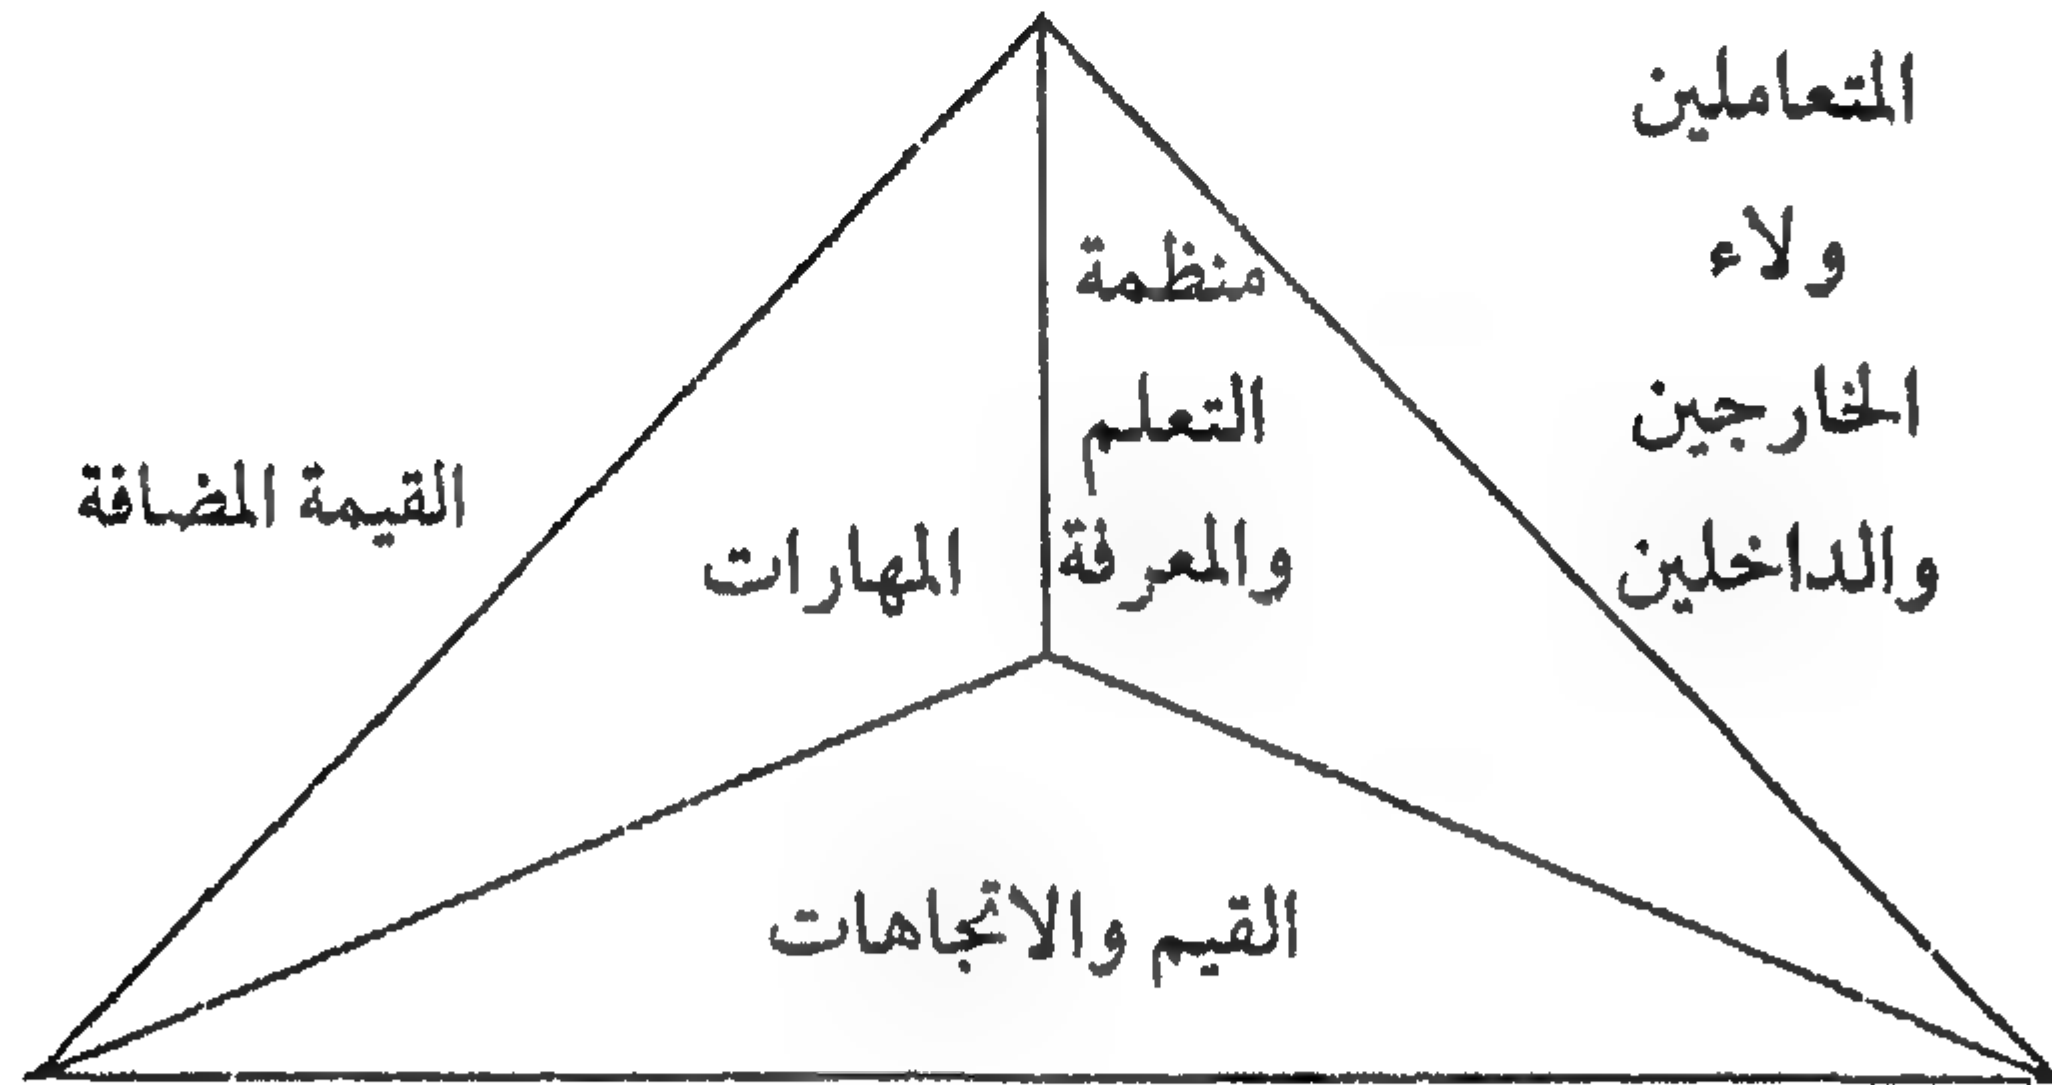 المتعاملين
ولاء
الخارجين
والداخلين
منظمة
التعلم
والمعرفة
المهارات
القيمة المضافة
القيم والاتجاهات